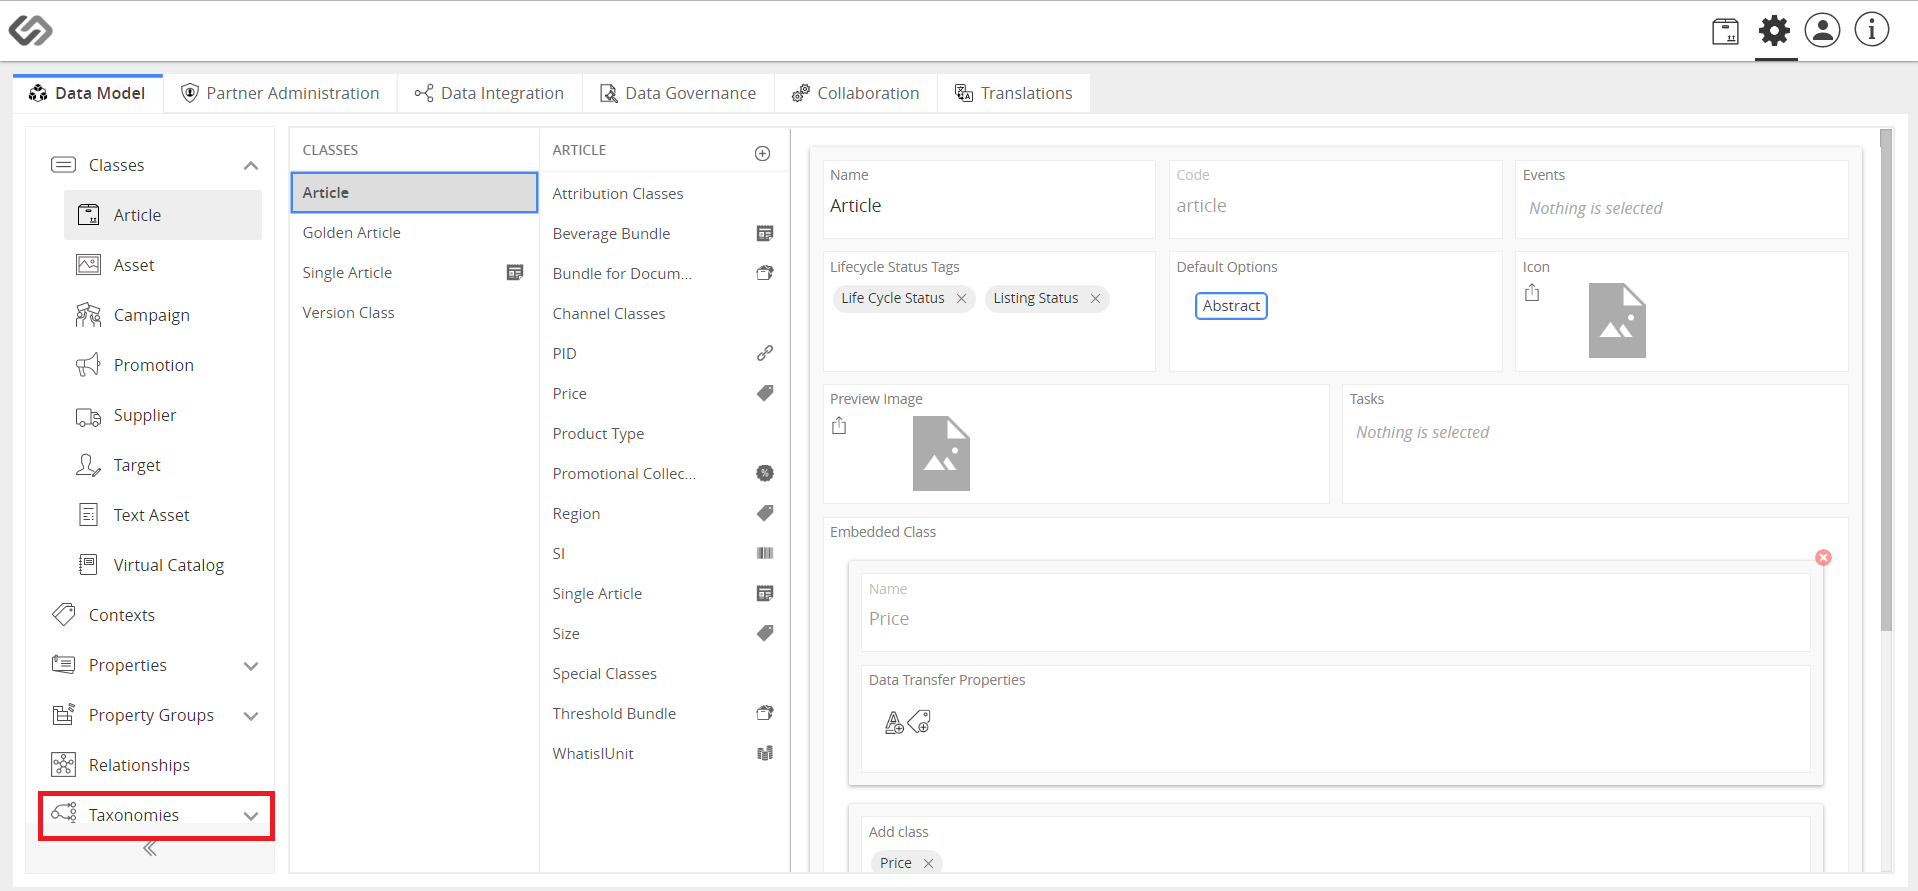 Data Model
Partner Administration
Data Integration
Data Governance
Collaboration
Translations
Classes
Article
Asset
Campaign
Promotion
Supplier
Target
Text Asset
Virtual Catalog
Contexts
Properties
Property Groups
Relationships
Taxonomies
CLASSES
Article
Golden Article
Single Article
Version Class
ARTICLE
Attribution Classes
Beverage Bundle
Bundle for Docum...
Channel Classes
PID
Price
Product Type
Promotional Collec...
Region
SI
Single Article
Size
Special Classes
Threshold Bundle
WhatisIUnit
Name
Article
Code
article
Events
Nothing is selected
Lifecycle Status Tags
Life Cycle Status
Listing Status
Default Options
Abstract
Icon
Preview Image
Tasks
Nothing is selected
Embedded Class
Name
Price
Data Transfer Properties
Add class
Price